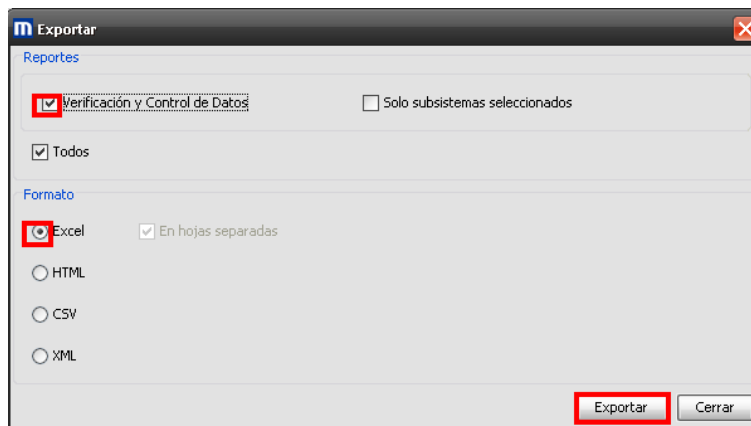 m Exportar
Reportes
Verificación y Control de Datos Solo subsistemas seleccionados
Todos
Formato
Excel En hojas separadas
HTML
CSV
XML
Exportar Cerrar